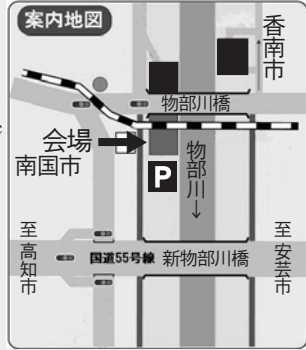 案内地図
香南市
物部川橋
会場
南国市
P
物部川↓
至高知市
国道55号線
新物部川橋
至安芸市